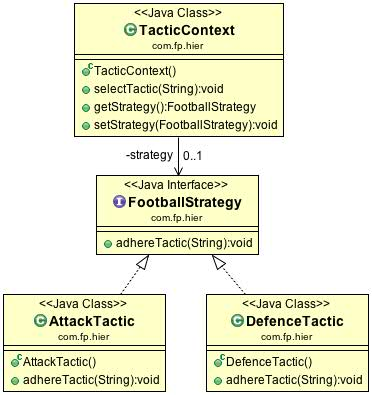 <<Java Class>>
TacticContext
com.fp.hier
TacticContext()
selectTactic(String):void
getStrategy():FootballStrategy
setStrategy(FootballStrategy):void
-strategy 0..1
<<Java Interface>>
FootballStrategy
com.fp.hier
adhereTactic(String):void
<<Java Class>>
AttackTactic
com.fp.hier
AttackTactic()
adhereTactic(String):void
<<Java Class>>
DefenceTactic
com.fp.hier
DefenceTactic()
adhereTactic(String):void